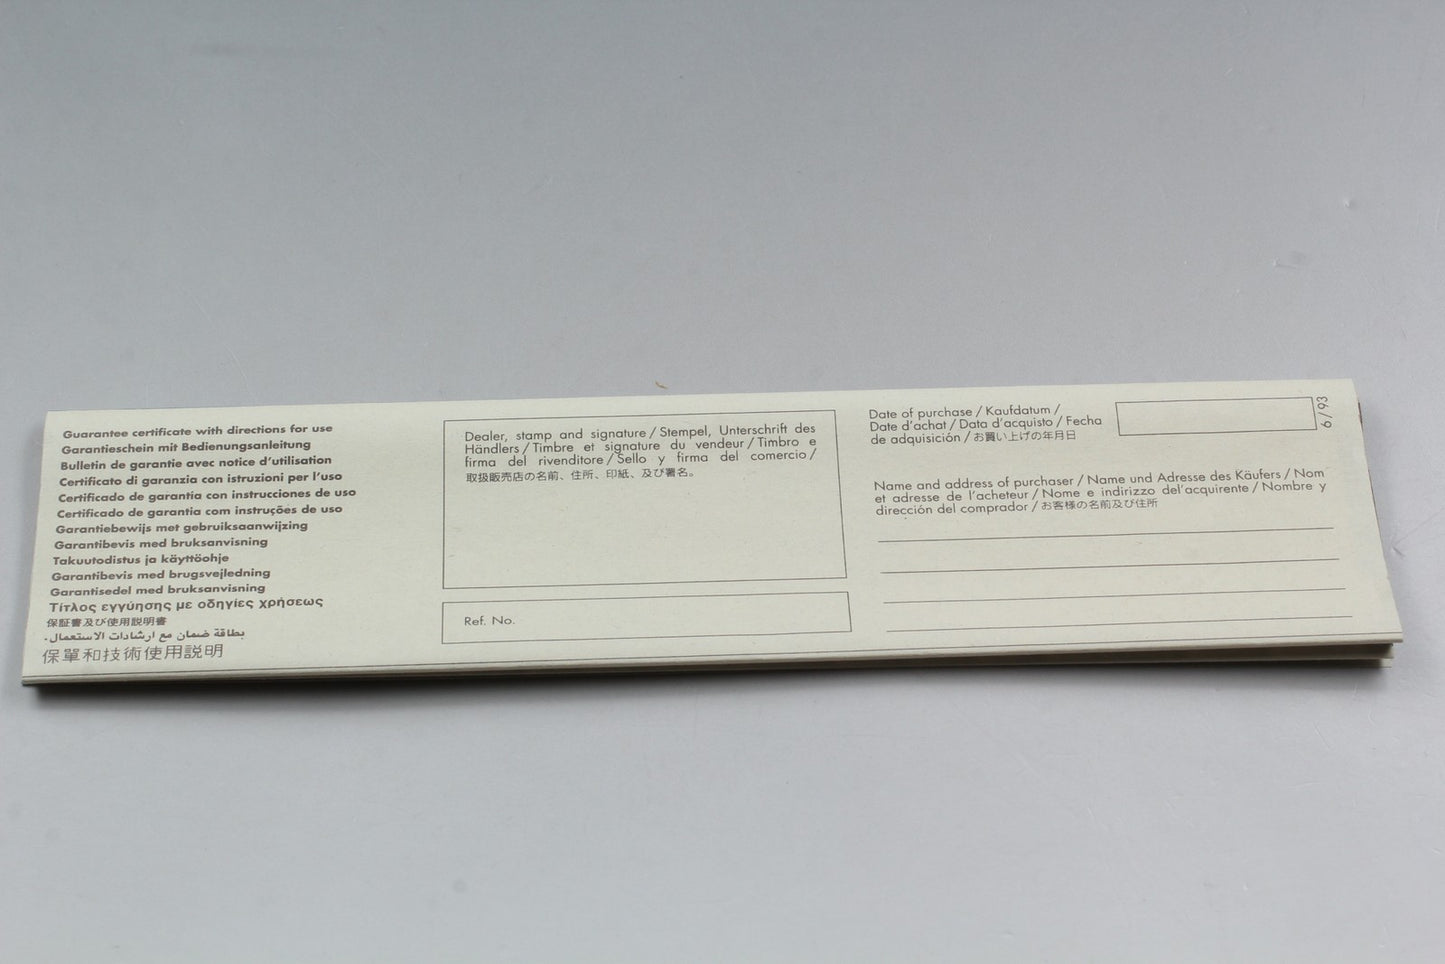 Guarantee certificate with directions for use
Garantieschein mit Bedienungsanleitung
Bulletin de garantie avec notice d'utilisation
Certificato di garanzia con istruzioni per l'uso
Certificado de garantía con instrucciones de uso
Certificado de garantia com instruções de uso
Garantiebewijs met gebruiksaanwijzing
Garantibevis med bruksanvisning
Takuutodistus ja käyttöohje
Garantibevis med brugsvejledning
Garantisedel med bruksanvisning
Τίτλος εγγύησης με οδηγίες χρήσεως
保証書及び使用説明書
بطاقة ضمان مع ارشادات الاستعمال.
保單和技術使用説明
Dealer, stamp and signature / Stempel, Unterschrift des
Händlers / Timbre et signature du vendeur / Timbro e
firma del rivenditore / Sello y firma del comercio /
取扱販売店の名前、住所、印紙、及び署名。
Ref. No.
Date of purchase / Kaufdatum /
Date d'achat / Data d'acquisto / Fecha
de adquisición / お買い上げの年月日
6/93
Name and address of purchaser / Name und Adresse des Käufers / Nom
et adresse de l'acheteur / Nome e indirizzo del'acquirente / Nombre y
dirección del comprador / お客様の名前及び住所